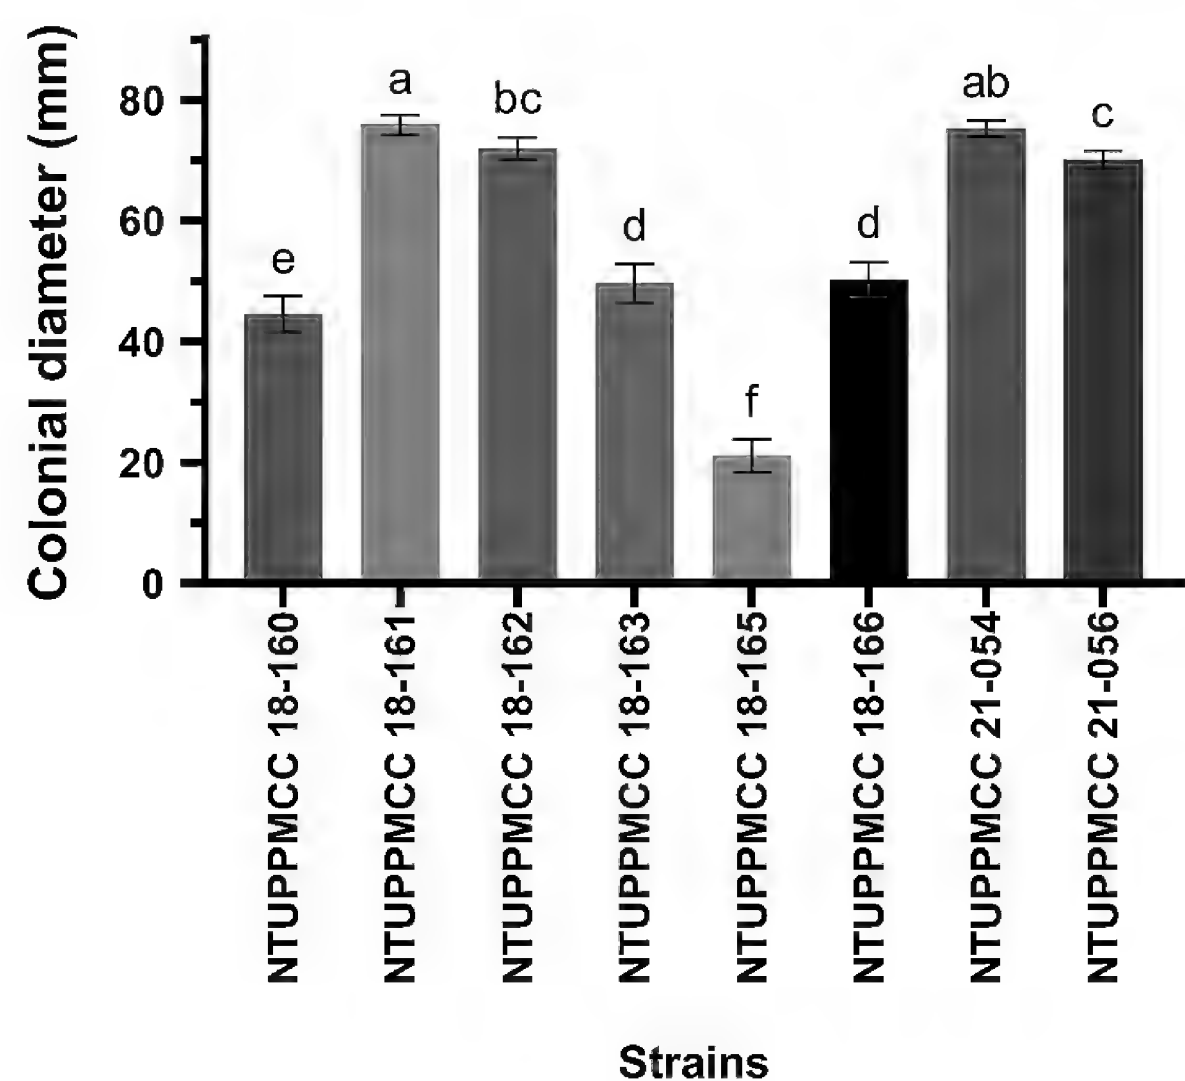 Colonial diameter (mm)
80
60
40
20
0
e
a
bc
d
f
d
ab
c
NTUPPMCC 18-160
NTUPPMCC 18-161
NTUPPMCC 18-162
NTUPPMCC 18-163
NTUPPMCC 18-165
NTUPPMCC 18-166
NTUPPMCC 21-054
NTUPPMCC 21-056
Strains